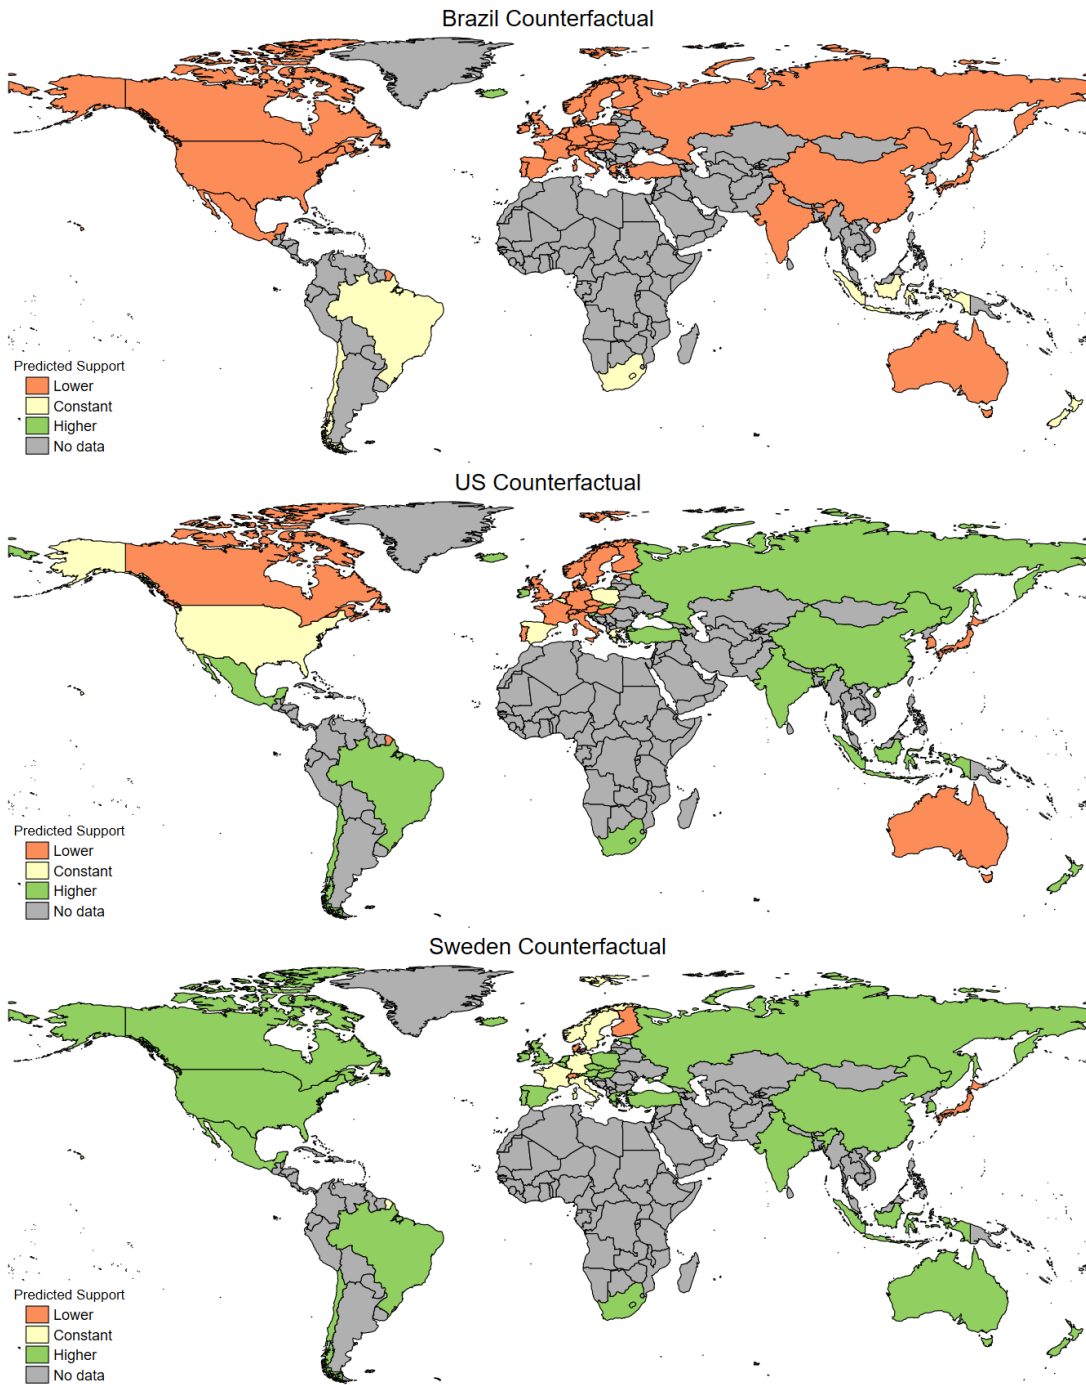 Brazil Counterfactual
Predicted Support
Lower
Constant
Higher
No data
US Counterfactual
Predicted Support
Lower
Constant
Higher
No data
Sweden Counterfactual
Predicted Support
Lower
Constant
Higher
No data